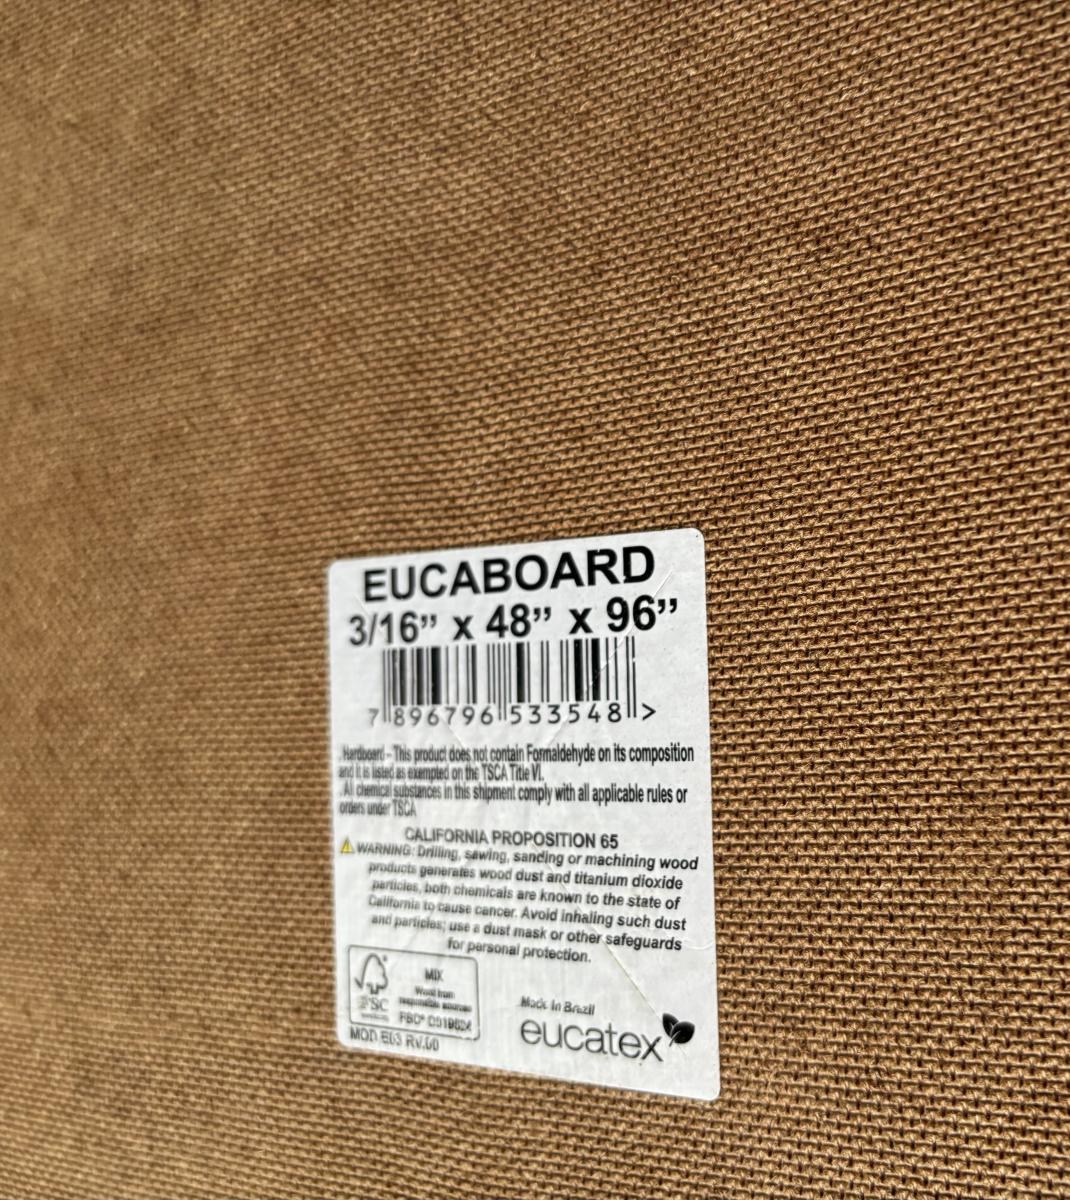 EUCABOARD
3/16” x 48” x 96”
7 896796 533548 >
. Hardboard - This product does not contain Formaldehyde on its composition
and it is listed as exempted on the TSCA Title VI.
. All chemical substances in this shipment comply with all applicable rules or
orders under TSCA
CALIFORNIA PROPOSITION 65
WARNING: Drilling, sawing, sanding or machining wood
products generates wood dust and titanium dioxide
particles, both chemicals are known to the state of
California to cause cancer. Avoid inhaling such dust
and particles; use a dust mask or other safeguards
for personal protection.
FSC
MIX
Wood from
responsible sources
Made in Brazil
eucatex
MOD E03 RV.00